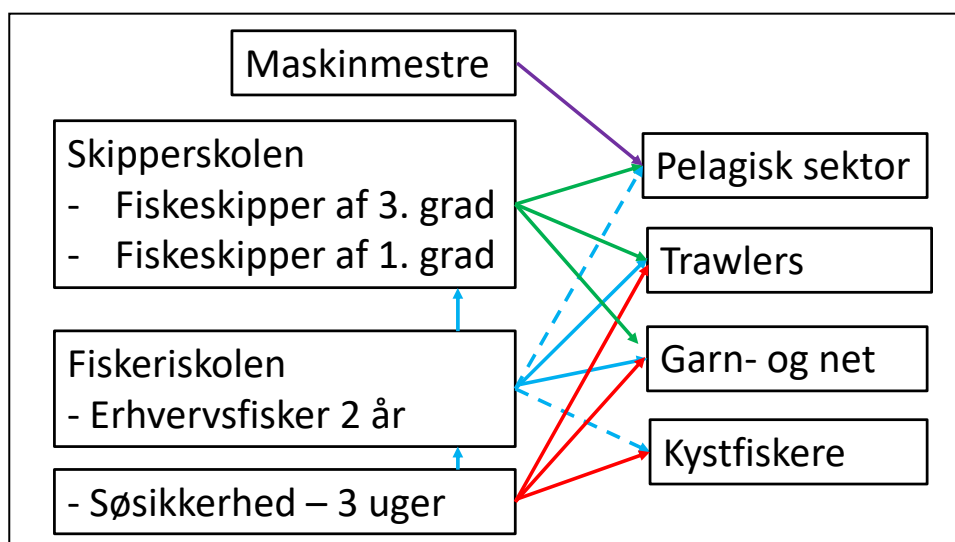 Maskinmestre
Skipperskolen
- Fiskeskipper af 3. grad
- Fiskeskipper af 1. grad
Fiskeriskolen
- Erhvervsfisker 2 år
- Søsikkerhed – 3 uger
Pelagisk sektor
Trawlers
Garn- og net
Kystfiskere